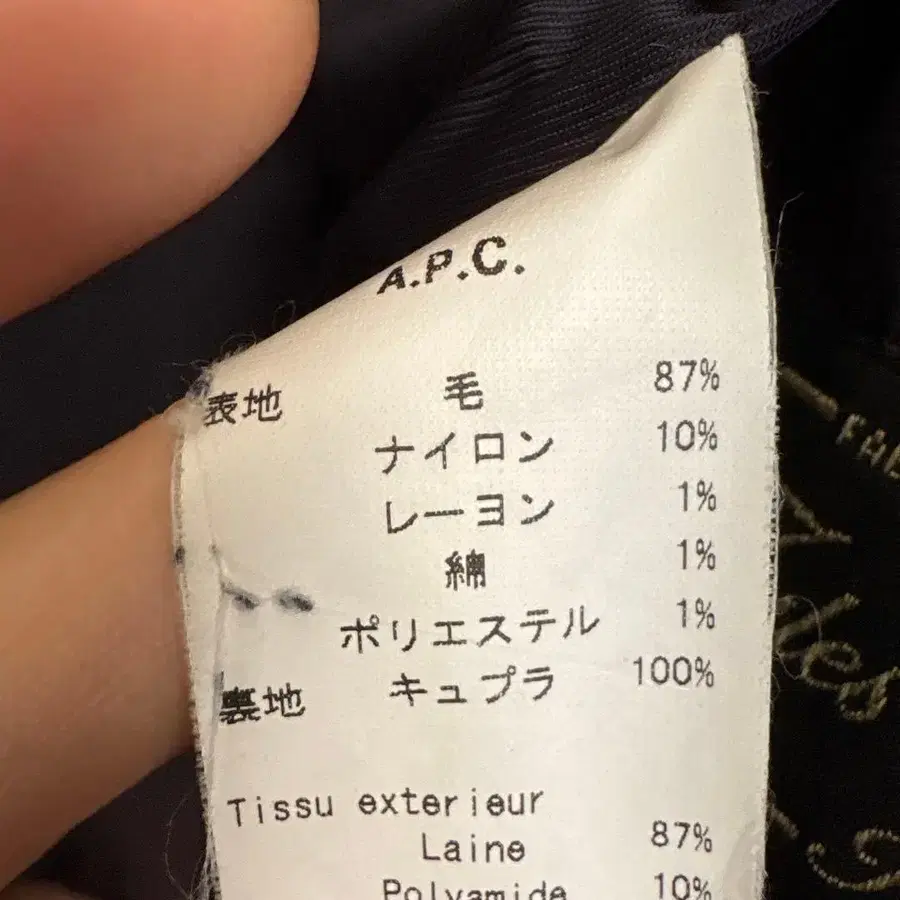 A.P.C.
表地 毛 87%
ナイロン 10%
レーヨン 1%
綿 1%
ポリエステル 1%
裏地 キュプラ 100%
Tissu exterieur
Laine 87%
Polyamide 10%